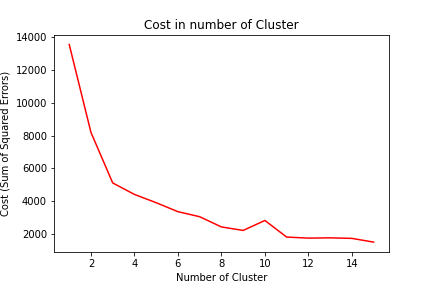 Cost in number of Cluster
Cost (Sum of Squared Errors)
14000
12000
10000
8000
6000
4000
2000
2 4 6 8 10 12 14
Number of Cluster